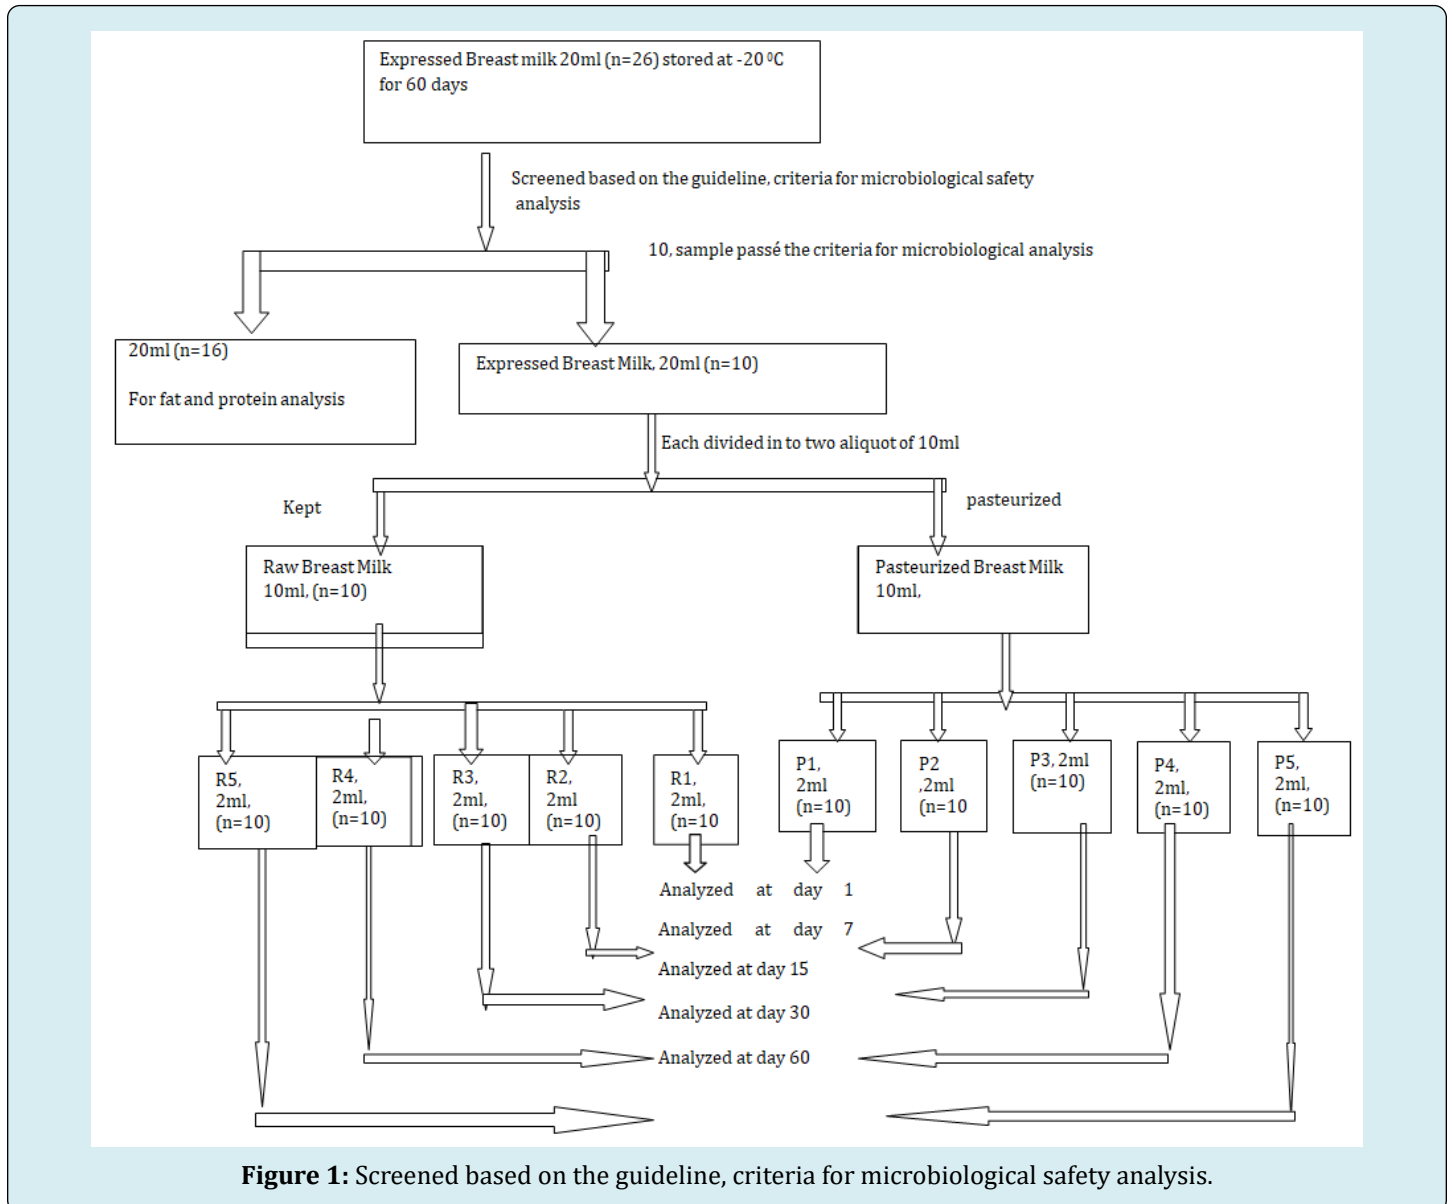 Expressed Breast milk 20ml (n=26) stored at -20 ⁰C
for 60 days
Screened based on the guideline, criteria for microbiological safety
analysis
10, sample passé the criteria for microbiological analysis
20ml (n=16)
For fat and protein analysis
Expressed Breast Milk, 20ml (n=10)
Each divided in to two aliquot of 10ml
Kept
pasteurized
Raw Breast Milk
10ml, (n=10)
Pasteurized Breast Milk
10ml,
R5,
2ml,
(n=10)
R4,
2ml,
(n=10)
R3,
2ml,
(n=10)
R2,
2ml
(n=10)
R1,
2ml,
(n=10
P1,
2ml
(n=10)
P2
,2ml
(n=10
P3, 2ml
(n=10)
P4,
2ml,
(n=10)
P5,
2ml,
(n=10)
Analyzed at day 1
Analyzed at day 7
Analyzed at day 15
Analyzed at day 30
Analyzed at day 60
Figure 1: Screened based on the guideline, criteria for microbiological safety analysis.